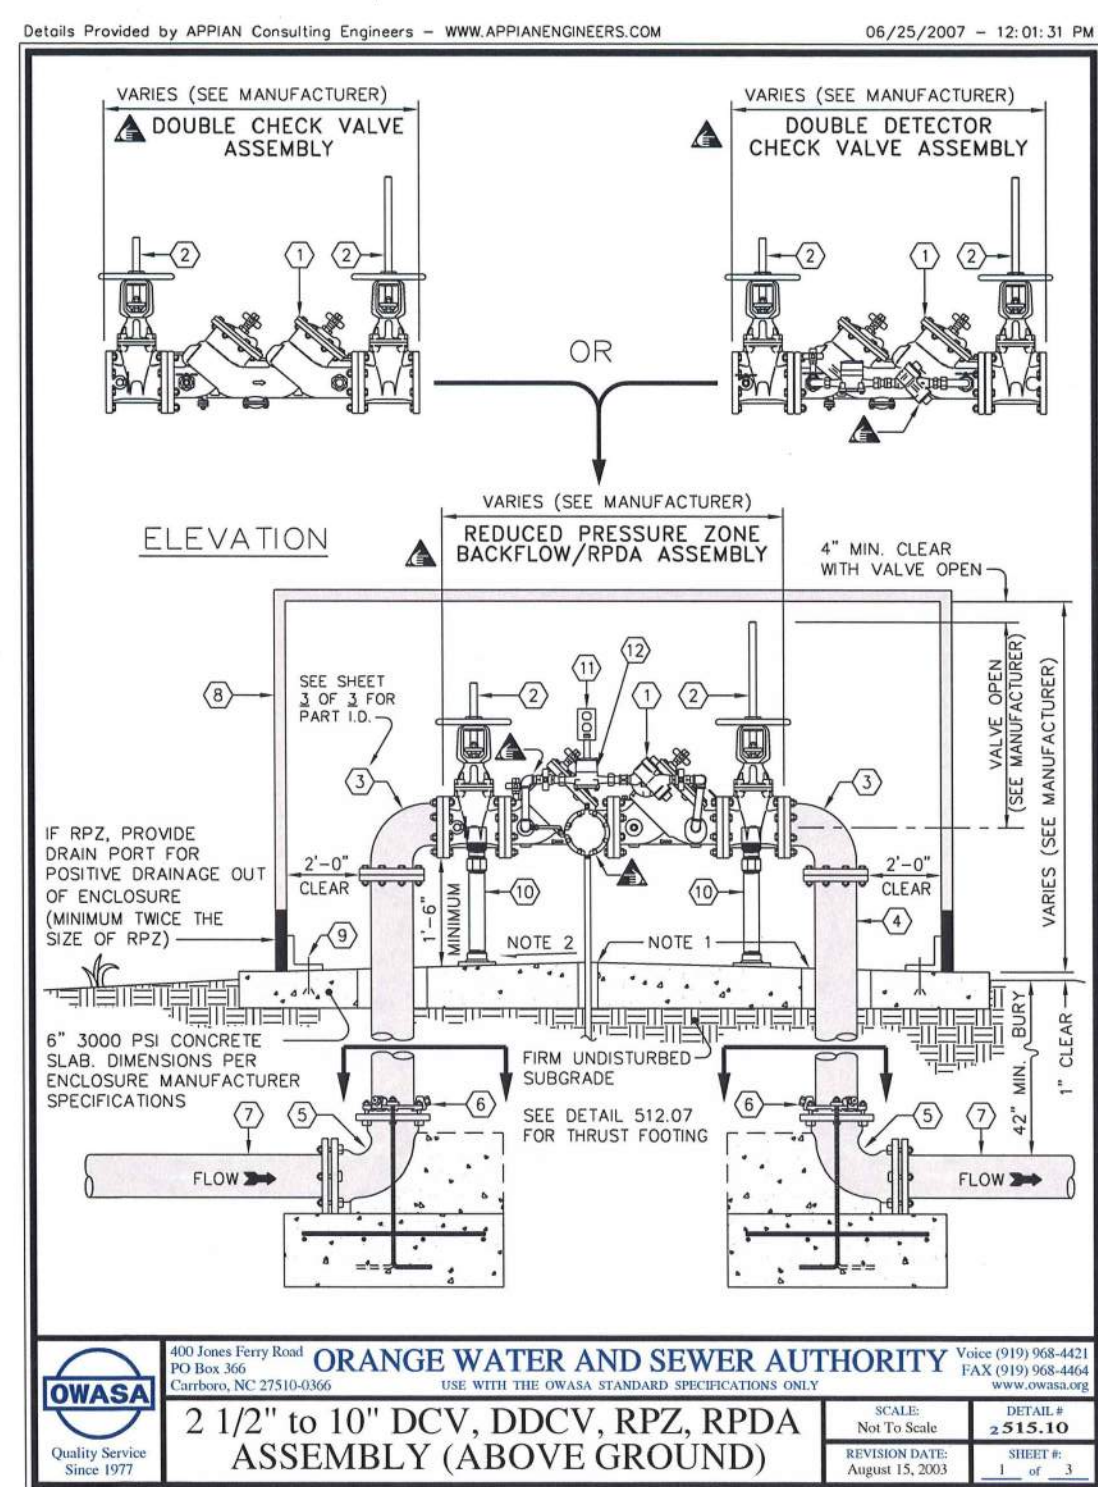 Details Provided by APPIAN Consulting Engineers – WWW.APPIANENGINEERS.COM
06/25/2007 – 12:01:31 PM
VARIES (SEE MANUFACTURER)
DOUBLE CHECK VALVE
ASSEMBLY
VARIES (SEE MANUFACTURER)
DOUBLE DETECTOR
CHECK VALVE ASSEMBLY
2
1
2
2
1
2
OR
VARIES (SEE MANUFACTURER)
REDUCED PRESSURE ZONE
BACKFLOW/RPDA ASSEMBLY
ELEVATION
4" MIN. CLEAR
WITH VALVE OPEN
8
SEE SHEET
3 OF 3 FOR
PART I.D.
2
11
12
1
2
3
3
VALVE OPEN
(SEE MANUFACTURER)
VARIES (SEE MANUFACTURER)
IF RPZ, PROVIDE
DRAIN PORT FOR
POSITIVE DRAINAGE OUT
OF ENCLOSURE
(MINIMUM TWICE THE
SIZE OF RPZ)
2'-0"
CLEAR
1'-6"
MINIMUM
10
10
2'-0"
CLEAR
4
9
NOTE 2
NOTE 1
6" 3000 PSI CONCRETE
SLAB. DIMENSIONS PER
ENCLOSURE MANUFACTURER
SPECIFICATIONS
FIRM UNDISTURBED
SUBGRADE
42" MIN. BURY
1" CLEAR
7
5
6
SEE DETAIL 512.07
FOR THRUST FOOTING
6
5
7
FLOW
FLOW
OWASA
Quality Service
Since 1977
400 Jones Ferry Road
PO Box 366
Carrboro, NC 27510-0366
ORANGE WATER AND SEWER AUTHORITY
USE WITH THE OWASA STANDARD SPECIFICATIONS ONLY
Voice (919) 968-4421
FAX (919) 968-4464
www.owasa.org
2 1/2" to 10" DCV, DDCV, RPZ, RPDA
ASSEMBLY (ABOVE GROUND)
SCALE:
Not To Scale
DETAIL #
2 515.10
REVISION DATE:
August 15, 2003
SHEET #:
1 of 3